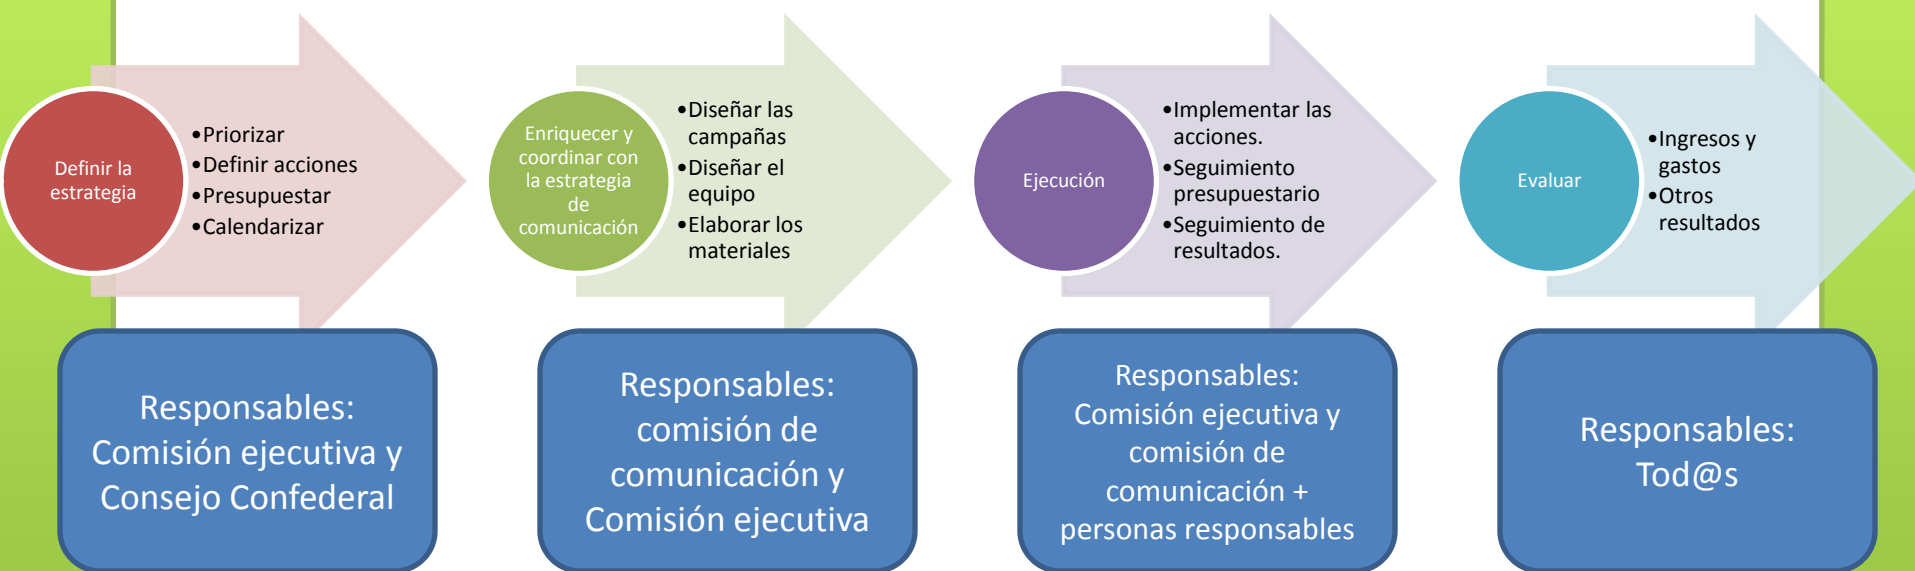 Definir la
estrategia
•Priorizar
•Definir acciones
•Presupuestar
•Calendarizar
Enriquecer y
coordinar con
la estrategia
de
comunicación
•Diseñar las
campañas
•Diseñar el
equipo
•Elaborar los
materiales
Ejecución
•Implementar las
acciones.
•Seguimiento
presupuestario
•Seguimiento de
resultados.
Evaluar
•Ingresos y
gastos
•Otros
resultados
Responsables:
Comisión ejecutiva y
Consejo Confederal
Responsables:
comisión de
comunicación y
Comisión ejecutiva
Responsables:
Comisión ejecutiva y
comisión de
comunicación +
personas responsables
Responsables:
Tod@s